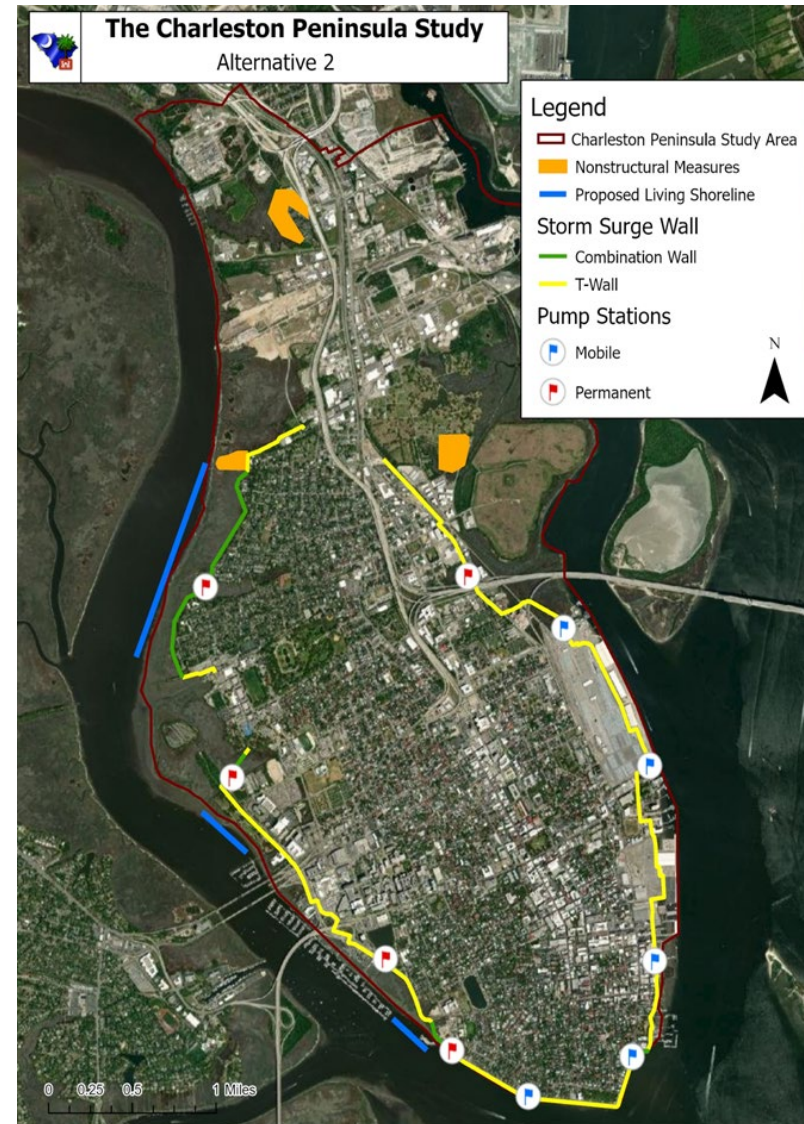 The Charleston Peninsula Study
Alternative 2
Legend
Charleston Peninsula Study Area
Nonstructural Measures
Proposed Living Shoreline
Storm Surge Wall
Combination Wall
T-Wall
Pump Stations
Mobile
Permanent
N
0 0.25 0.5 1 Miles